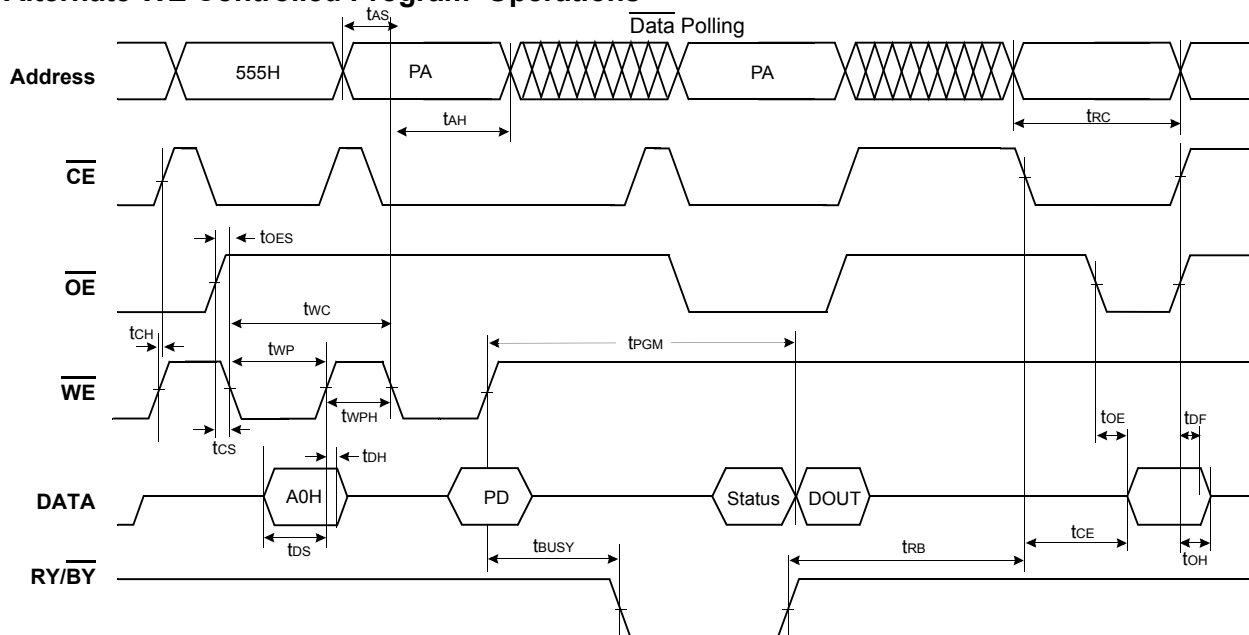 Alternate WE Controlled Program Operations
tAS
Data Polling
Address
555H
PA
PA
tAH
tRC
CE
tOES
OE
tWC
tCH
tWP
tPGM
WE
tWPH
tOE
tDF
tCS
tDH
DATA
A0H
PD
Status
DOUT
tDS
tBUSY
tRB
tCE
tOH
RY/BY